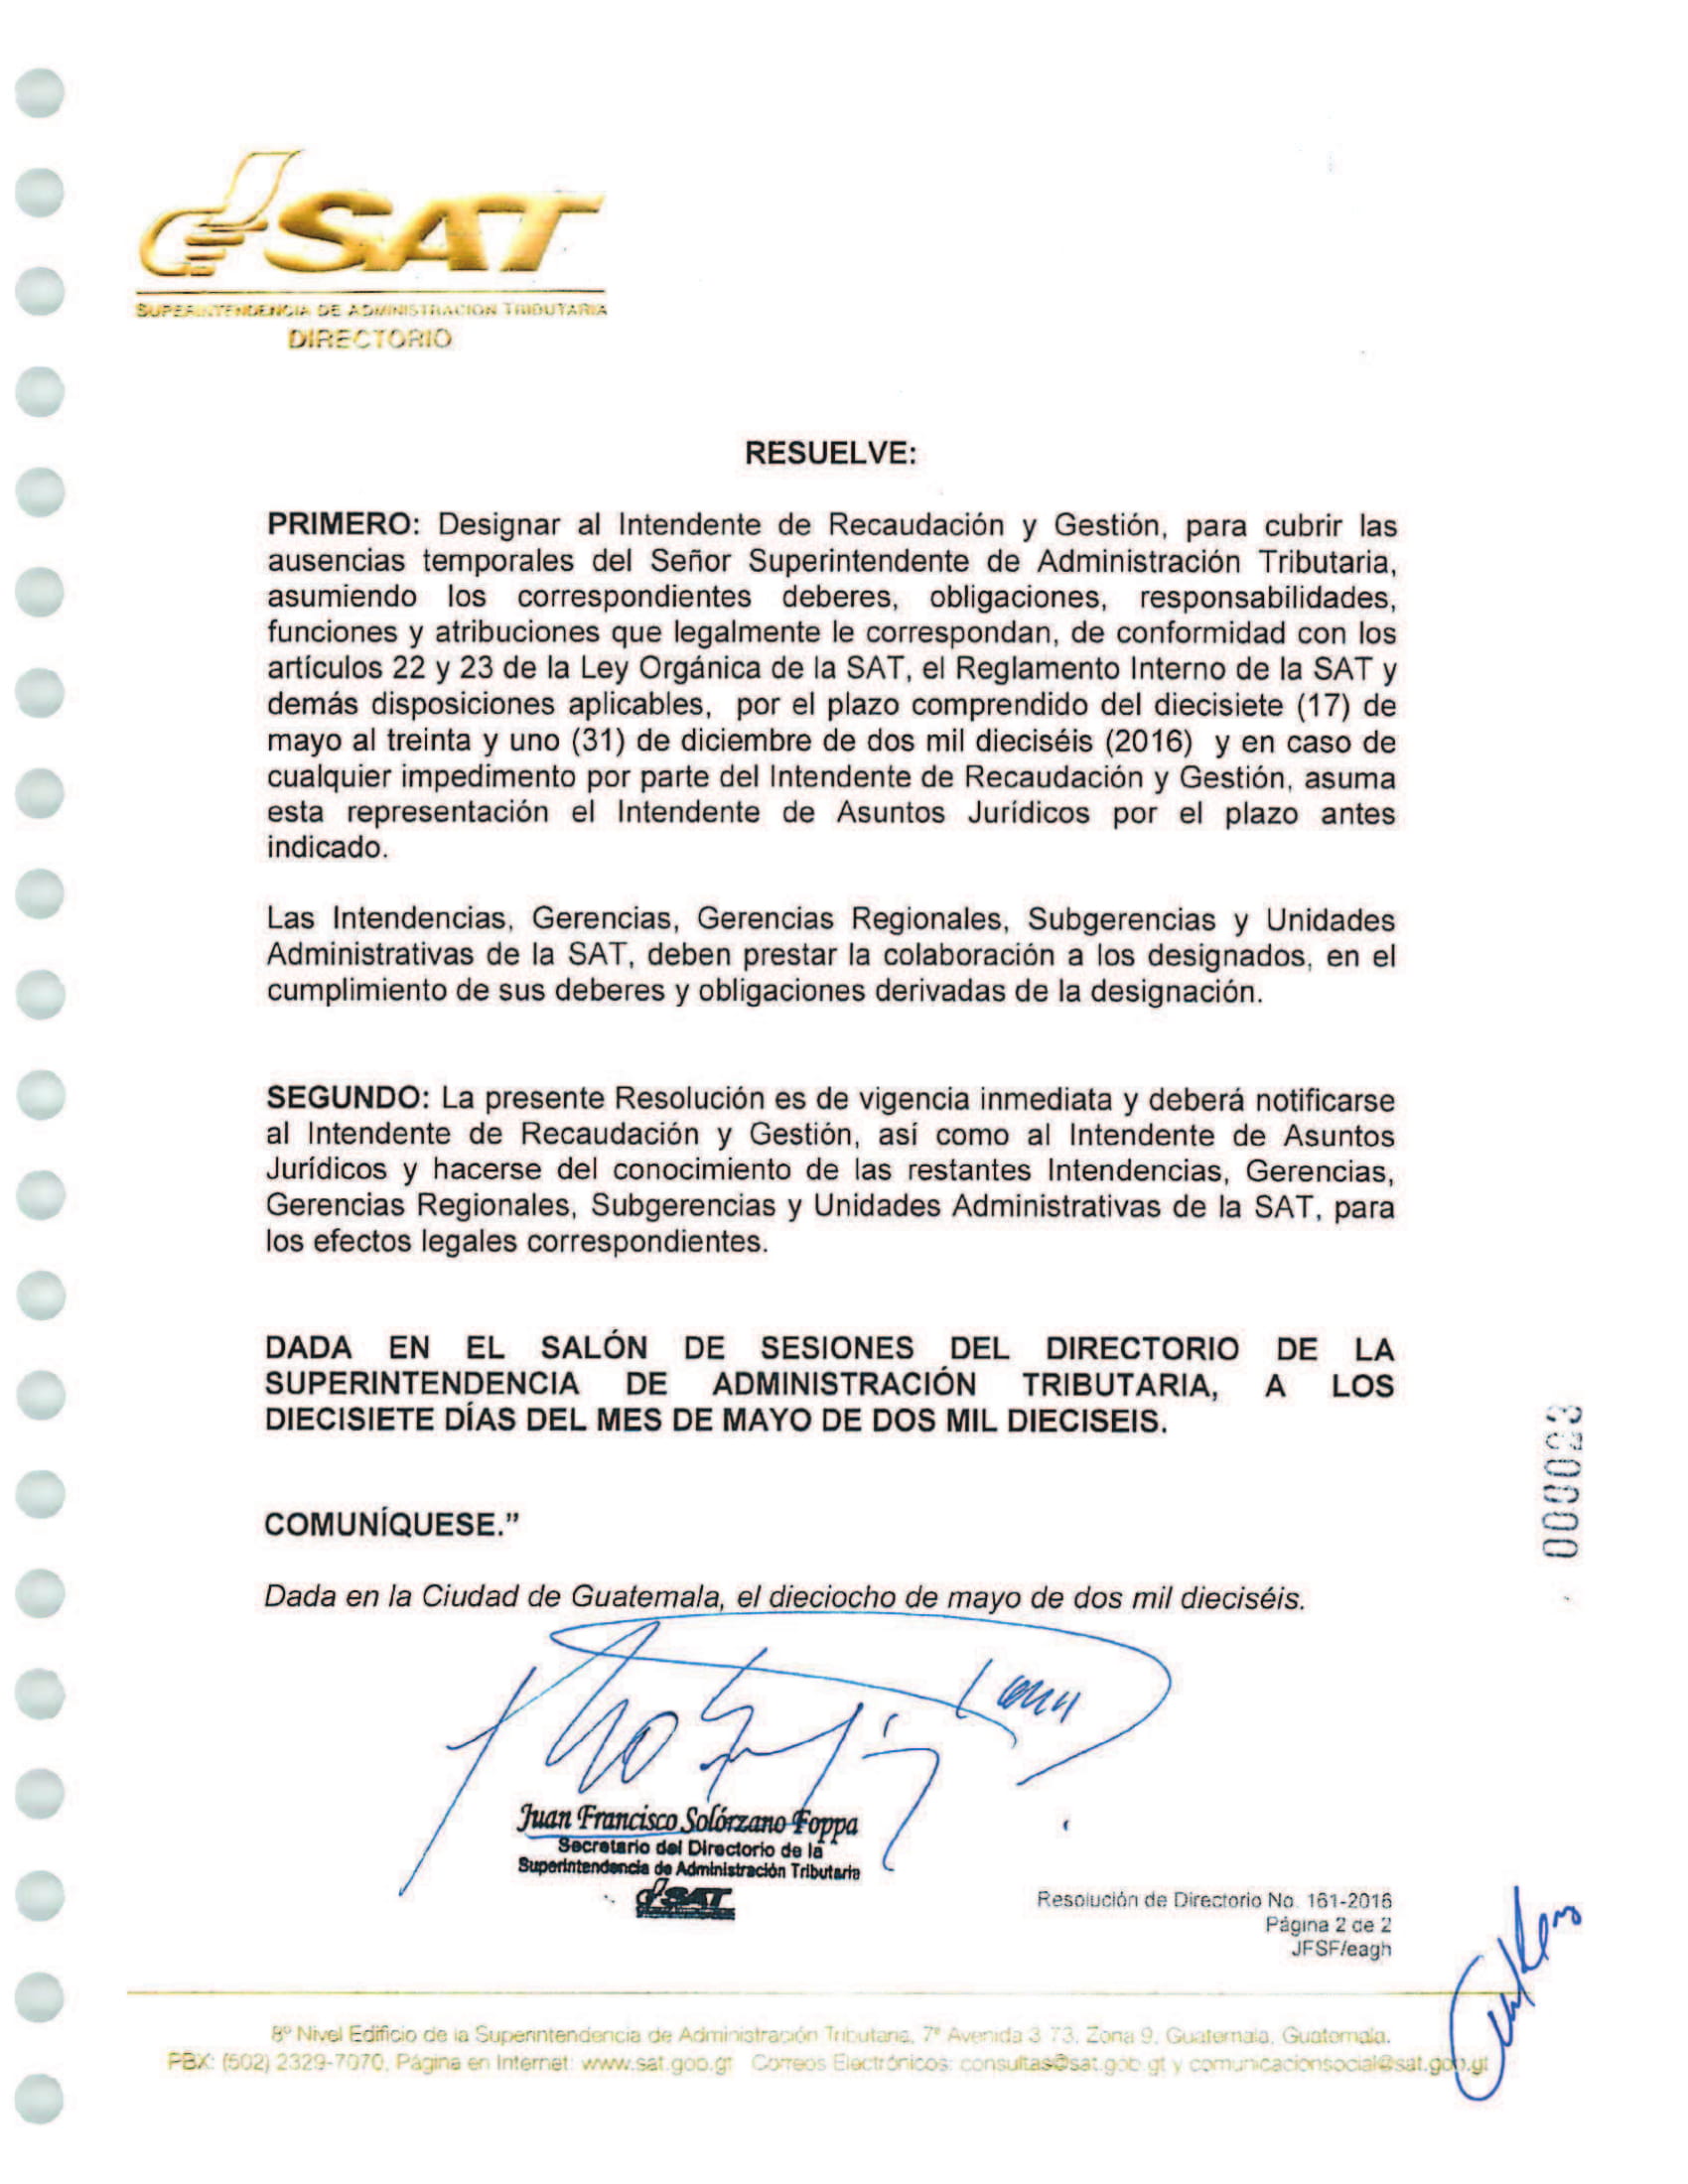 SAT
SUPERINTENDENCIA DE ADMINISTRACION TRIBUTARIA
DIRECTORIO
RESUELVE:
PRIMERO: Designar al Intendente de Recaudación y Gestión, para cubrir las
ausencias temporales del Señor Superintendente de Administración Tributaria,
asumiendo los correspondientes deberes, obligaciones, responsabilidades,
funciones y atribuciones que legalmente le correspondan, de conformidad con los
artículos 22 y 23 de la Ley Orgánica de la SAT, el Reglamento Interno de la SAT y
demás disposiciones aplicables, por el plazo comprendido del diecisiete (17) de
mayo al treinta y uno (31) de diciembre de dos mil dieciséis (2016) y en caso de
cualquier impedimento por parte del Intendente de Recaudación y Gestión, asuma
esta representación el Intendente de Asuntos Jurídicos por el plazo antes
indicado.
Las Intendencias, Gerencias, Gerencias Regionales, Subgerencias y Unidades
Administrativas de la SAT, deben prestar la colaboración a los designados, en el
cumplimiento de sus deberes y obligaciones derivadas de la designación.
SEGUNDO: La presente Resolución es de vigencia inmediata y deberá notificarse
al Intendente de Recaudación y Gestión, así como al Intendente de Asuntos
Jurídicos y hacerse del conocimiento de las restantes Intendencias, Gerencias,
Gerencias Regionales, Subgerencias y Unidades Administrativas de la SAT, para
los efectos legales correspondientes.
DADA EN EL SALÓN DE SESIONES DEL DIRECTORIO DE LA
SUPERINTENDENCIA DE ADMINISTRACIÓN TRIBUTARIA, A LOS
DIECISIETE DÍAS DEL MES DE MAYO DE DOS MIL DIECISEIS.
000023
COMUNÍQUESE.”
Dada en la Ciudad de Guatemala, el dieciocho de mayo de dos mil dieciséis.
Juan Francisco Solórzano Foppa
Secretario del Directorio de la
Superintendencia de Administración Tributaria
SAT
Resolución de Directorio No. 161-2016
Página 2 de 2
JFSF/eagh
8º Nivel Edificio de la Superintendencia de Administración Tributaria, 7ª Avenida 3 73, Zona 9, Guatemala, Guatemala.
PBX: (502) 2329-7070, Página en Internet: www.sat.gob.gt Correos Electrónicos: consultas@sat.gob.gt y comunicacionsocial@sat.gob.gt